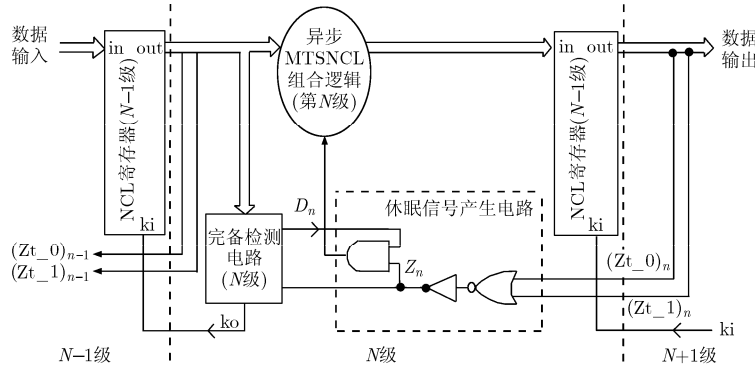 数据
输入
in out
NCL寄存器(N−1级)
ki
异步
MTSNCL
组合逻辑
(第N级)
in out
NCL寄存器(N−1级)
ki
数据
输出
休眠信号产生电路
Dₙ
完备检测
电路
(N级)
Zₙ
(Zt_0)ₙ₋₁
(Zt_1)ₙ₋₁
(Zt_0)ₙ
(Zt_1)ₙ
ko
ki
N−1级
N级
N+1级